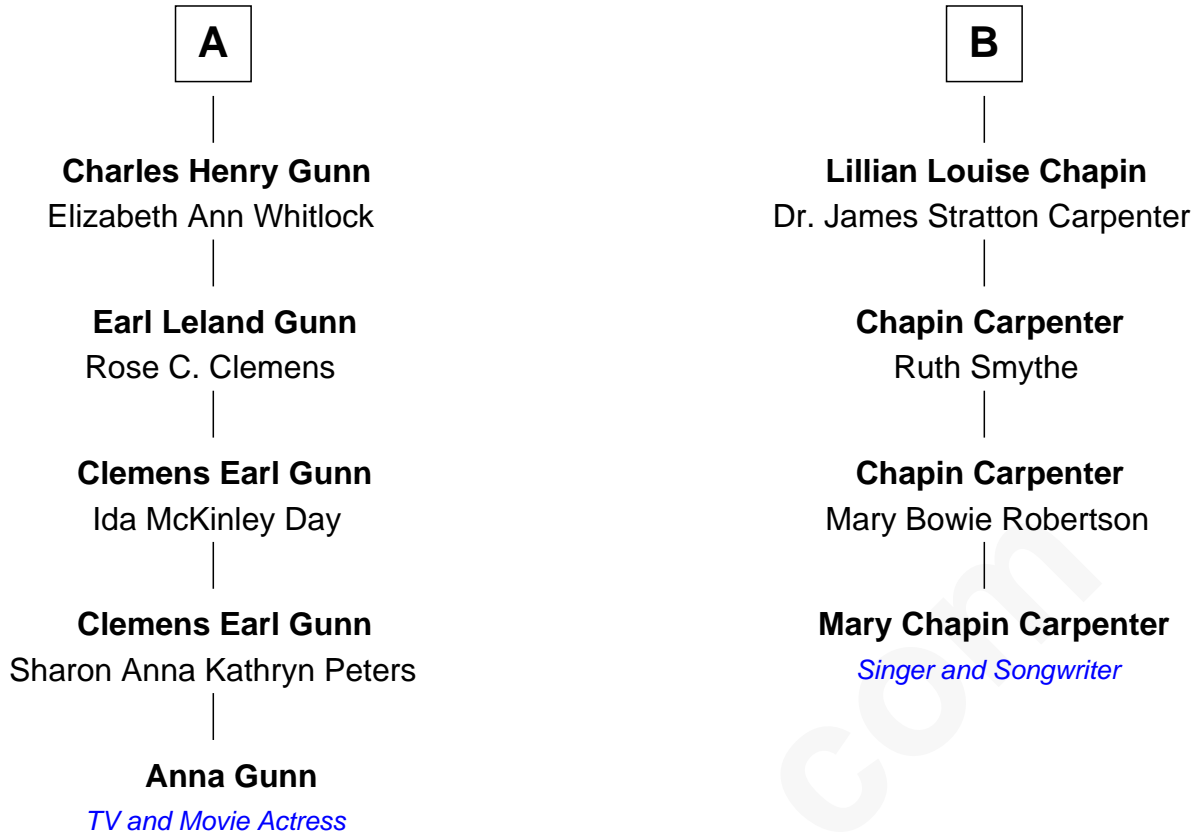 A
B
Charles Henry Gunn
Elizabeth Ann Whitlock
Lillian Louise Chapin
Dr. James Stratton Carpenter
Earl Leland Gunn
Rose C. Clemens
Chapin Carpenter
Ruth Smythe
Clemens Earl Gunn
Ida McKinley Day
Chapin Carpenter
Mary Bowie Robertson
Clemens Earl Gunn
Sharon Anna Kathryn Peters
Mary Chapin Carpenter
Singer and Songwriter
Anna Gunn
TV and Movie Actress
com